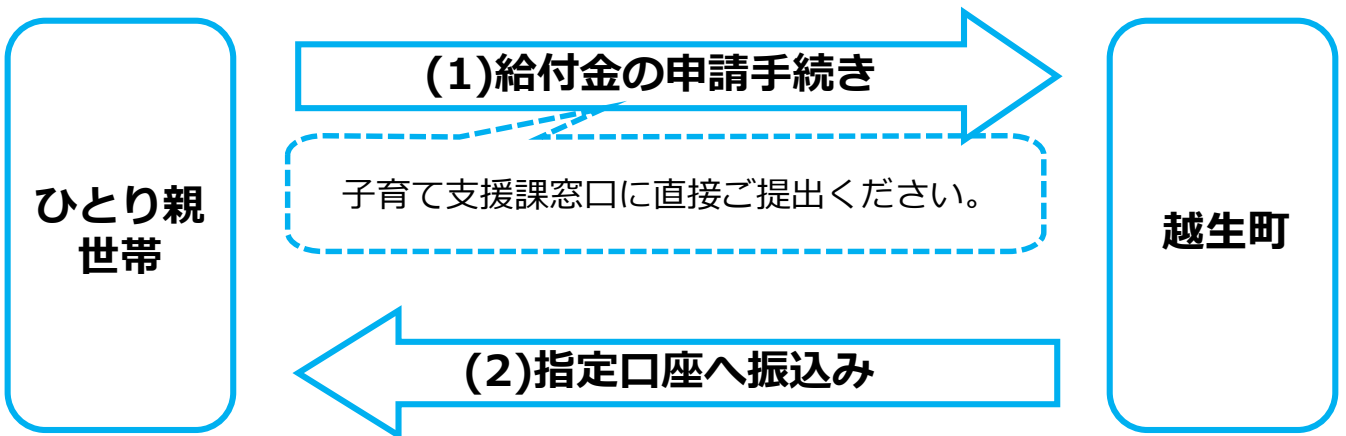 (1)給付金の申請手続き
子育て支援課窓口に直接ご提出ください。
ひとり親
世帯
越生町
(2)指定口座へ振込み